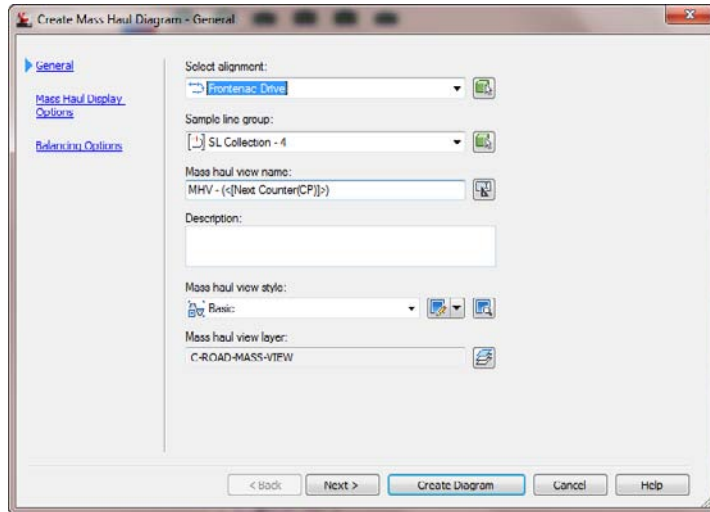 Create Mass Haul Diagram - General
General
Mass Haul Display
Options
Balancing Options
Select alignment:
Frontenac Drive
Sample line group:
SL Collection - 4
Mass haul view name:
MHV - (<[Next Counter(CP)]>)
Description:
Mass haul view style:
Basic
Mass haul view layer:
C-ROAD-MASS-VIEW
< Back
Next >
Create Diagram
Cancel
Help